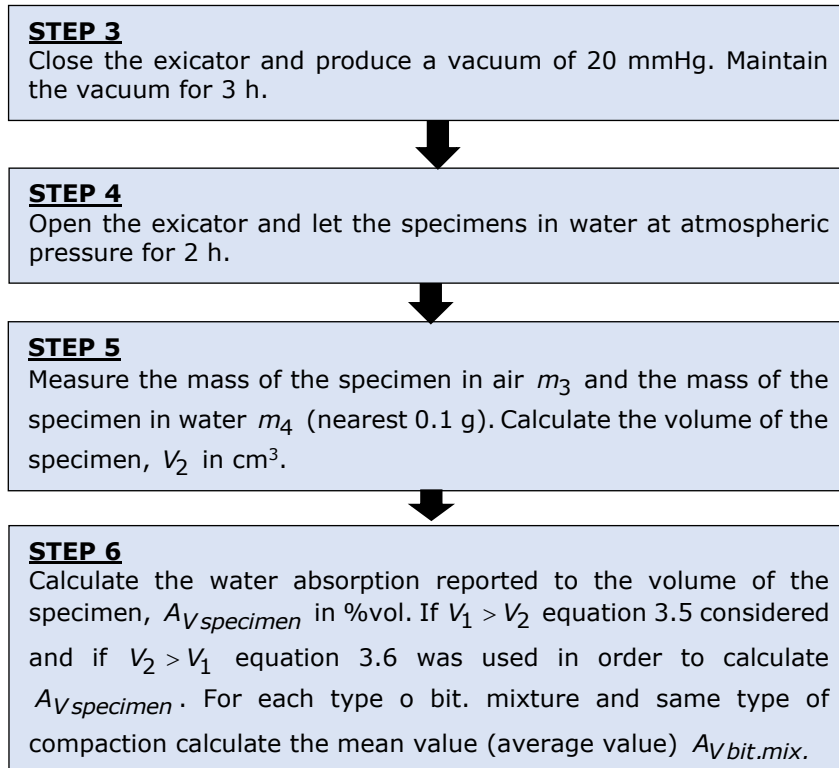 STEP 3
Close the exicator and produce a vacuum of 20 mmHg. Maintain
the vacuum for 3 h.
STEP 4
Open the exicator and let the specimens in water at atmospheric
pressure for 2 h.
STEP 5
Measure the mass of the specimen in air m₃ and the mass of the
specimen in water m₄ (nearest 0.1 g). Calculate the volume of the
specimen, V₂ in cm³.
STEP 6
Calculate the water absorption reported to the volume of the
specimen, A_V specimen in %vol. If V₁ > V₂ equation 3.5 considered
and if V₂ > V₁ equation 3.6 was used in order to calculate
A_V specimen. For each type o bit. mixture and same type of
compaction calculate the mean value (average value) A_V bit.mix.